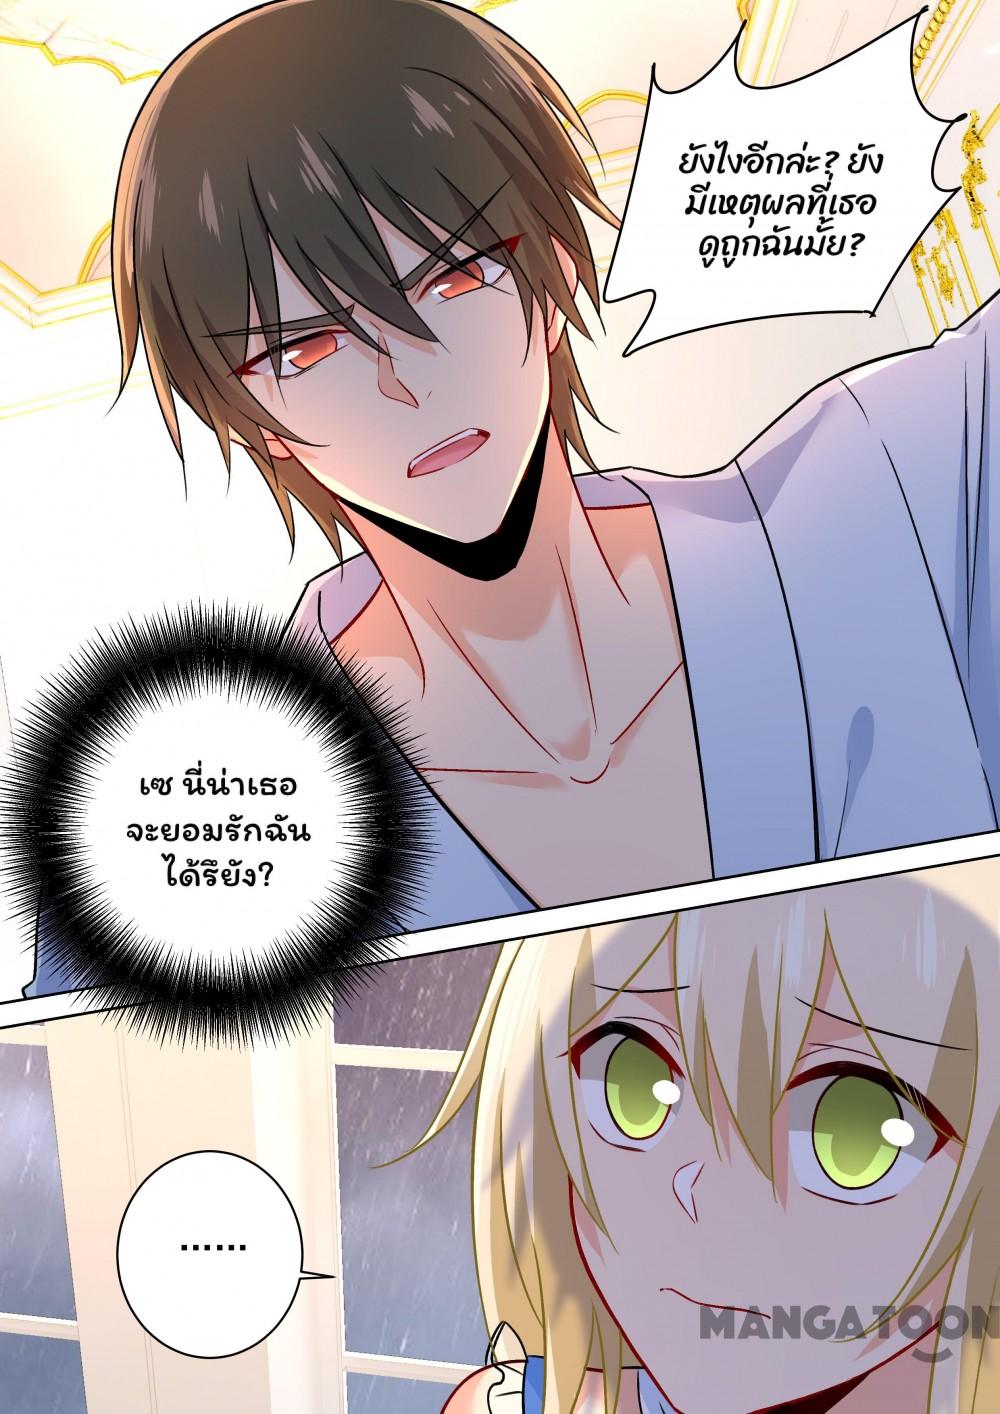 ยังไงอีกล่ะ? ยัง
มีเหตุผลที่เธอ
ดูถูกฉันมั้ย?
เซ นี่น่าเธอ
จะยอมรักฉัน
ได้รึยัง?
......
MANGATOON